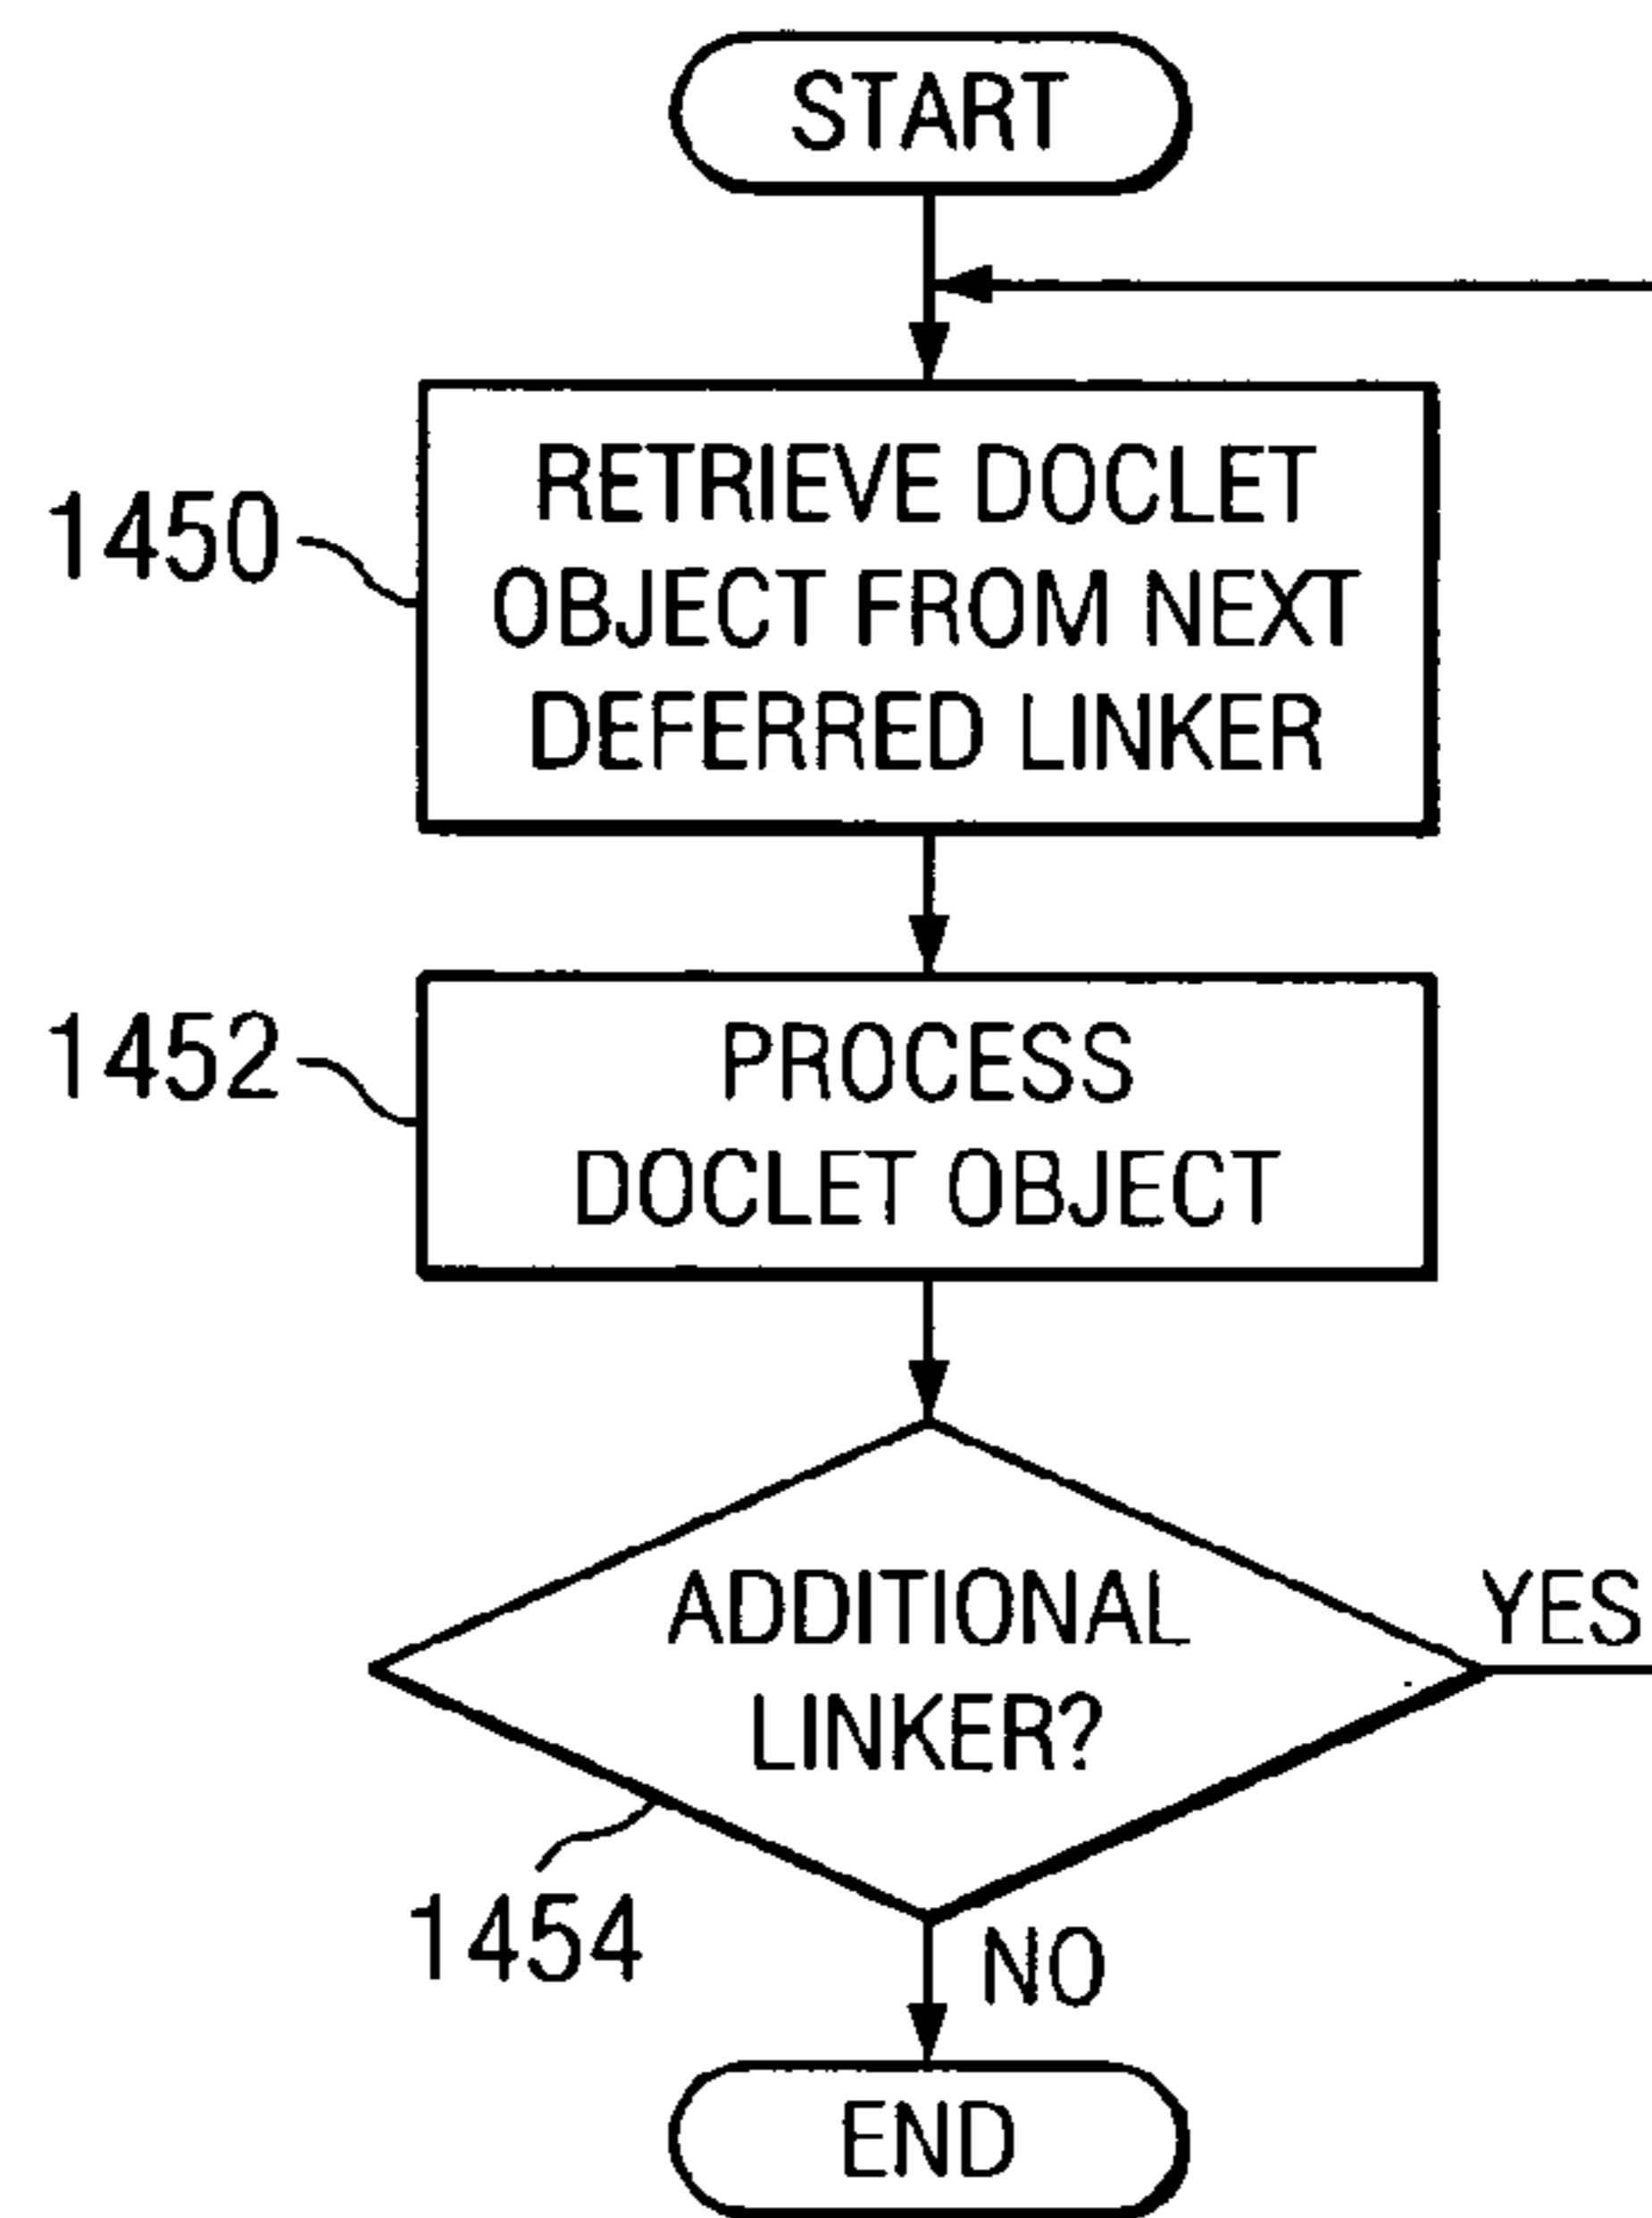 START
RETRIEVE DOCLET
OBJECT FROM NEXT
DEFERRED LINKER
1450
PROCESS
DOCLET OBJECT
1452
ADDITIONAL
LINKER?
YES
1454
NO
END